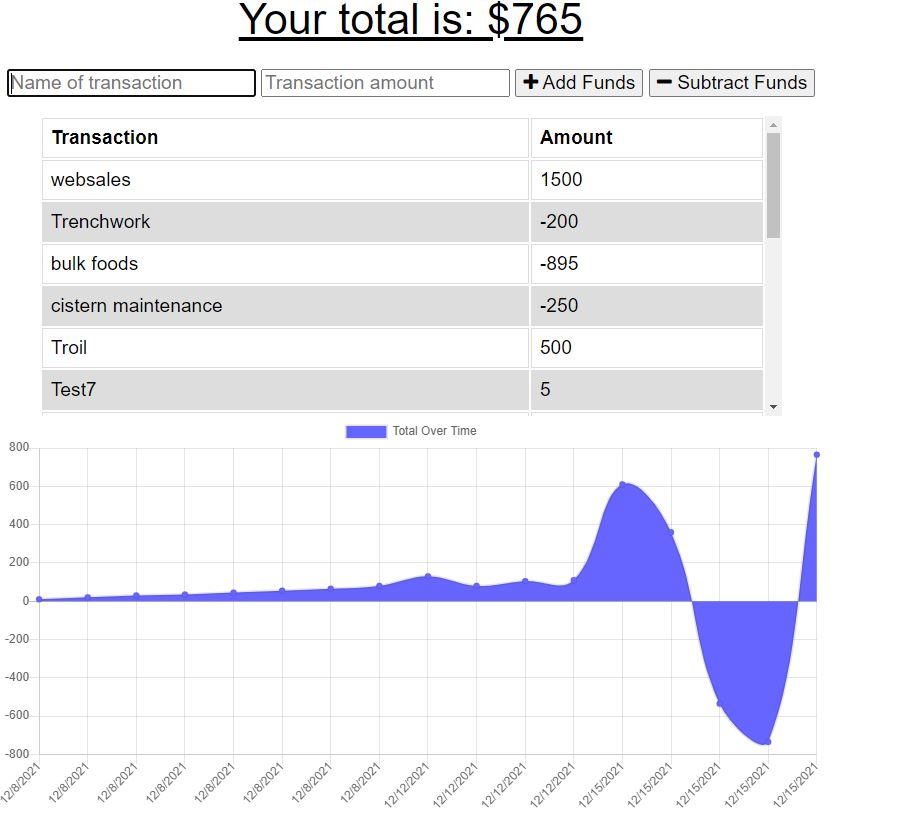 Your total is: $765
Name of transaction Transaction amount Add Funds Subtract Funds
Transaction Amount
websales 1500
Trenchwork -200
bulk foods -895
cistern maintenance -250
Troil 500
Test7 5
Total Over Time
800
600
400
200
0
-200
-400
-600
-800
12/8/2021 12/8/2021 12/8/2021 12/8/2021 12/8/2021 12/8/2021 12/8/2021 12/8/2021 12/12/2021 12/12/2021 12/12/2021 12/12/2021 12/15/2021 12/15/2021 12/15/2021 12/15/2021 12/15/2021